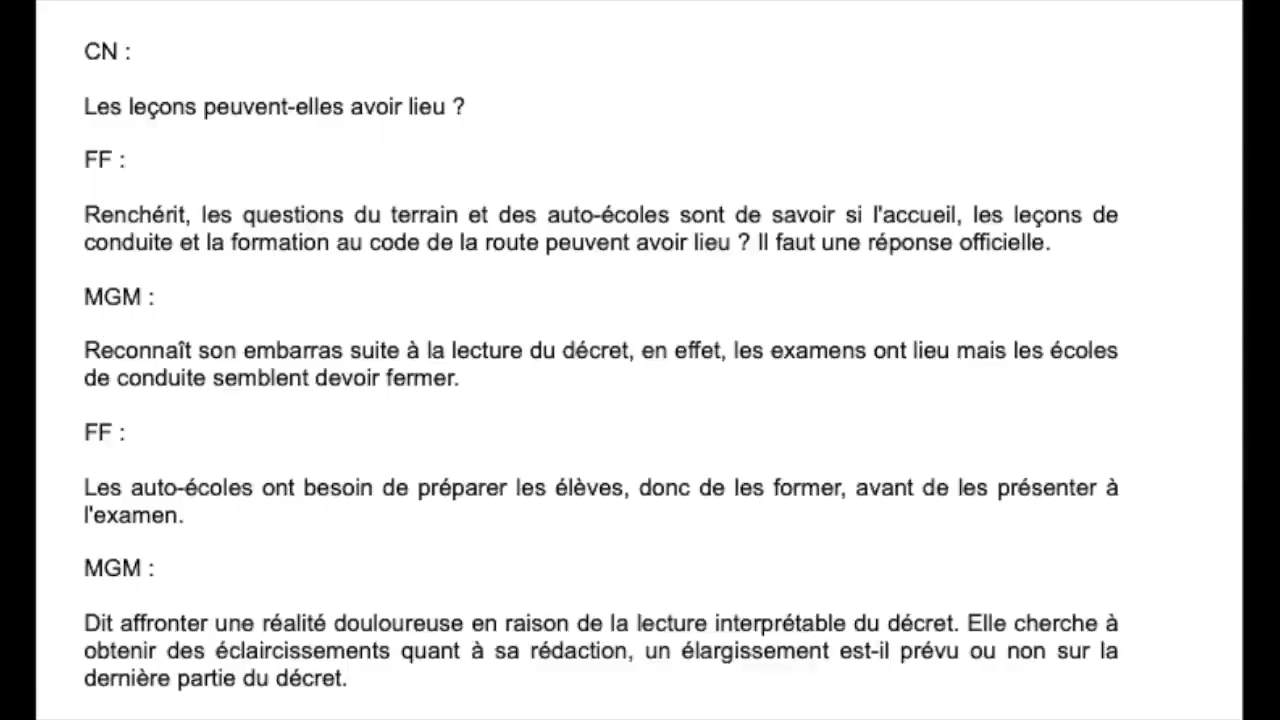 CN :
Les leçons peuvent-elles avoir lieu ?
FF :
Renchérit, les questions du terrain et des auto-écoles sont de savoir si l'accueil, les leçons de
conduite et la formation au code de la route peuvent avoir lieu ? Il faut une réponse officielle.
MGM :
Reconnaît son embarras suite à la lecture du décret, en effet, les examens ont lieu mais les écoles
de conduite semblent devoir fermer.
FF :
Les auto-écoles ont besoin de préparer les élèves, donc de les former, avant de les présenter à
l'examen.
MGM :
Dit affronter une réalité douloureuse en raison de la lecture interprétable du décret. Elle cherche à
obtenir des éclaircissements quant à sa rédaction, un élargissement est-il prévu ou non sur la
dernière partie du décret.